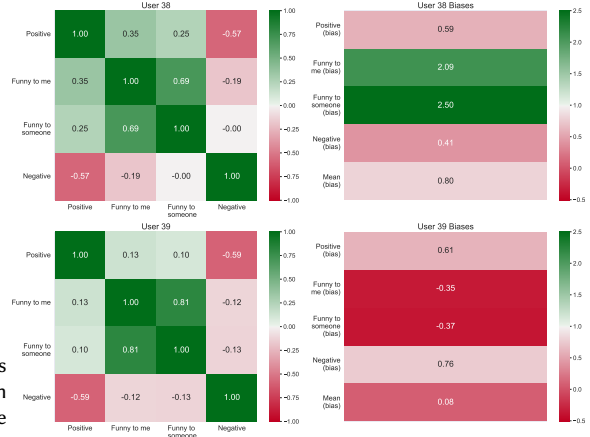 User 38
Positive 1.00 0.35 0.25 -0.57
Funny to me 0.35 1.00 0.69 -0.19
Funny to
someone 0.25 0.69 1.00 -0.00
Negative -0.57 -0.19 -0.00 1.00
Positive Funny to me Funny to
someone Negative
1.00
0.75
0.50
0.25
0.00
-0.25
-0.50
-0.75
-1.00
User 38 Biases
Positive
(bias) 0.59
Funny to
me (bias) 2.09
Funny to
someone
(bias) 2.50
Negative
(bias) 0.41
Mean
(bias) 0.80
2.5
2.0
1.5
1.0
0.5
0.0
-0.5
User 39
Positive 1.00 0.13 0.10 -0.59
Funny to me 0.13 1.00 0.81 -0.12
Funny to
someone 0.10 0.81 1.00 -0.13
Negative -0.59 -0.12 -0.13 1.00
Positive Funny to me Funny to
someone Negative
1.00
0.75
0.50
0.25
0.00
-0.25
-0.50
-0.75
-1.00
User 39 Biases
Positive
(bias) 0.61
Funny to
me (bias) -0.35
Funny to
someone
(bias) -0.37
Negative
(bias) 0.76
Mean
(bias) 0.08
2.5
2.0
1.5
1.0
0.5
0.0
-0.5
s
n
e